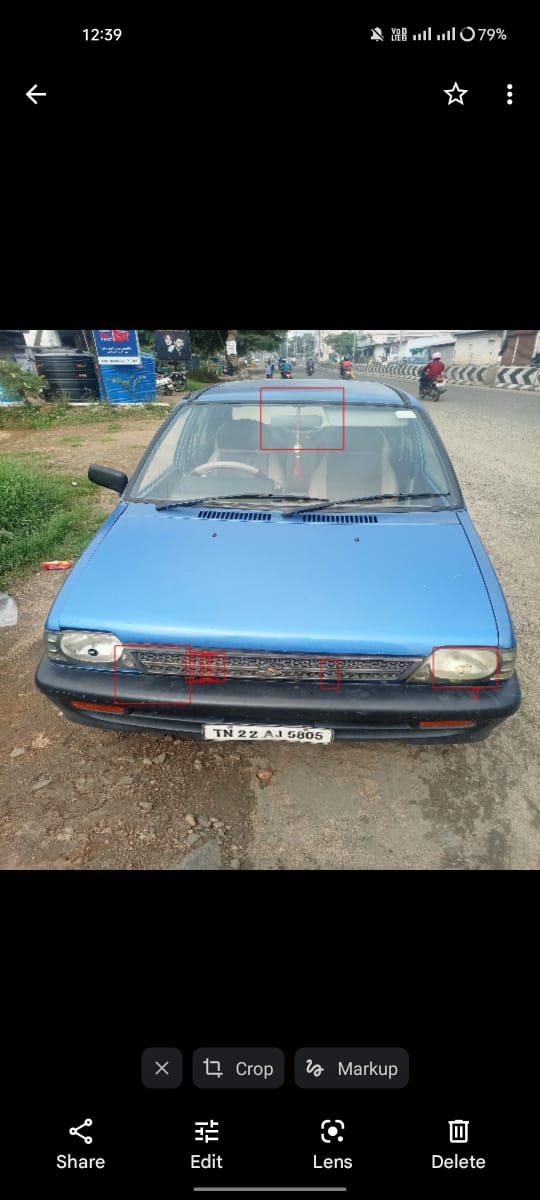 12:39
79%
TN 22 AJ 5805
Crop
Markup
Share
Edit
Lens
Delete